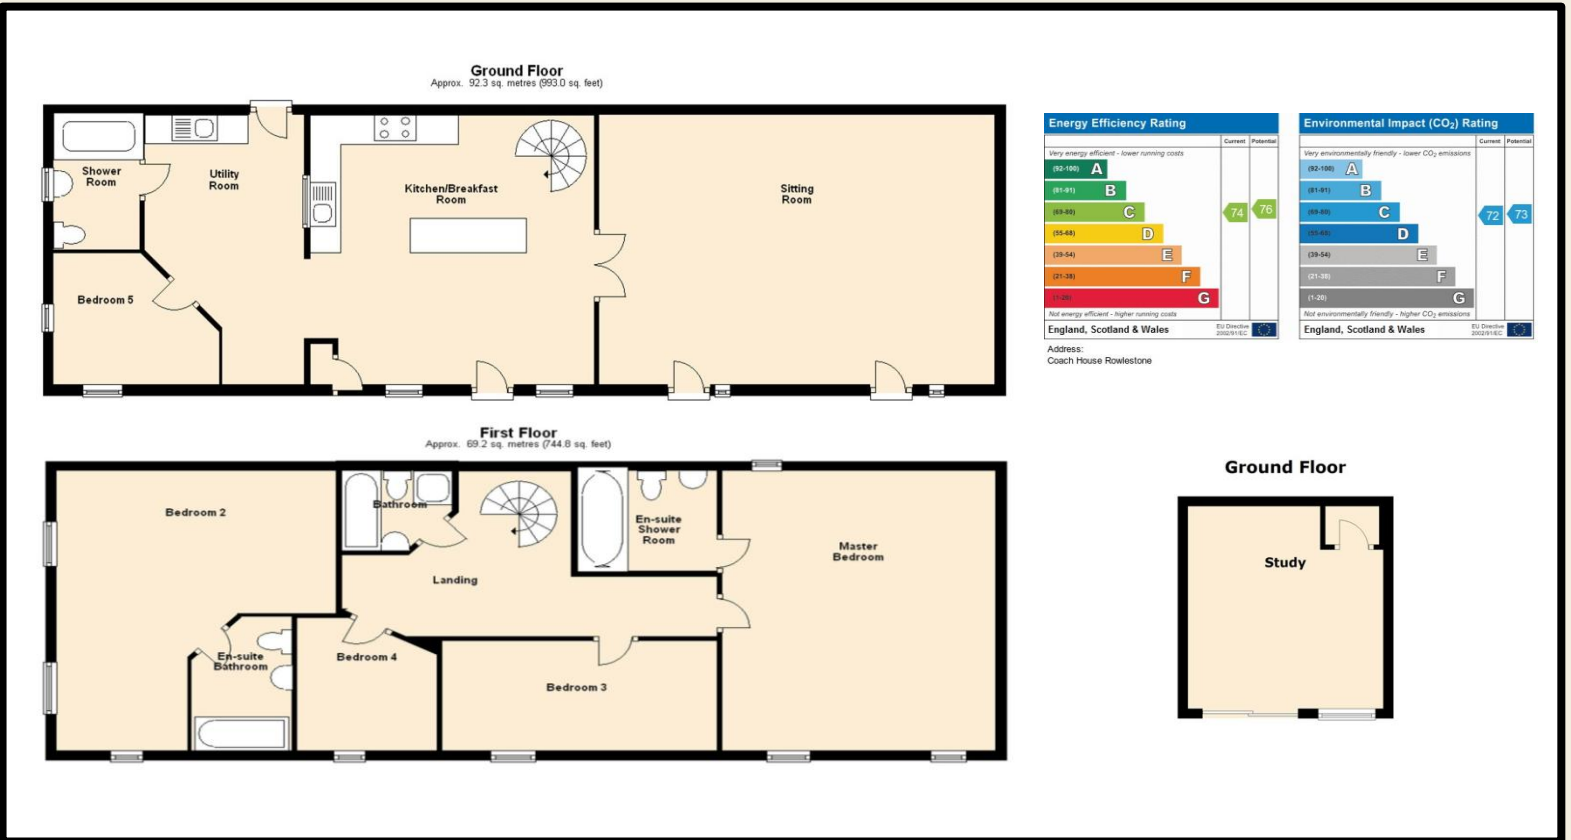 Ground Floor
Approx. 92.3 sq. metres (993.0 sq. feet)
Shower
Room
Utility
Room
Kitchen/Breakfast
Room
Sitting
Room
Bedroom 5
First Floor
Approx. 69.2 sq. metres (744.8 sq. feet)
Bedroom 2
Bathroom
En-suite
Shower
Room
Master
Bedroom
Landing
En-suite
Bathroom
Bedroom 4
Bedroom 3
Energy Efficiency Rating
Current Potential
Very energy efficient - lower running costs
(92-100) A
(81-91) B
(69-80) C
74 76
(55-68) D
(39-54) E
(21-38) F
(1-20) G
Not energy efficient - higher running costs
England, Scotland & Wales
EU Directive
2002/91/EC
Address:
Coach House Rowlestone
Environmental Impact (CO₂) Rating
Current Potential
Very environmentally friendly - lower CO₂ emissions
(92-100) A
(81-91) B
(69-80) C
72 73
(55-68) D
(39-54) E
(21-38) F
(1-20) G
Not environmentally friendly - higher CO₂ emissions
England, Scotland & Wales
EU Directive
2002/91/EC
Ground Floor
Study